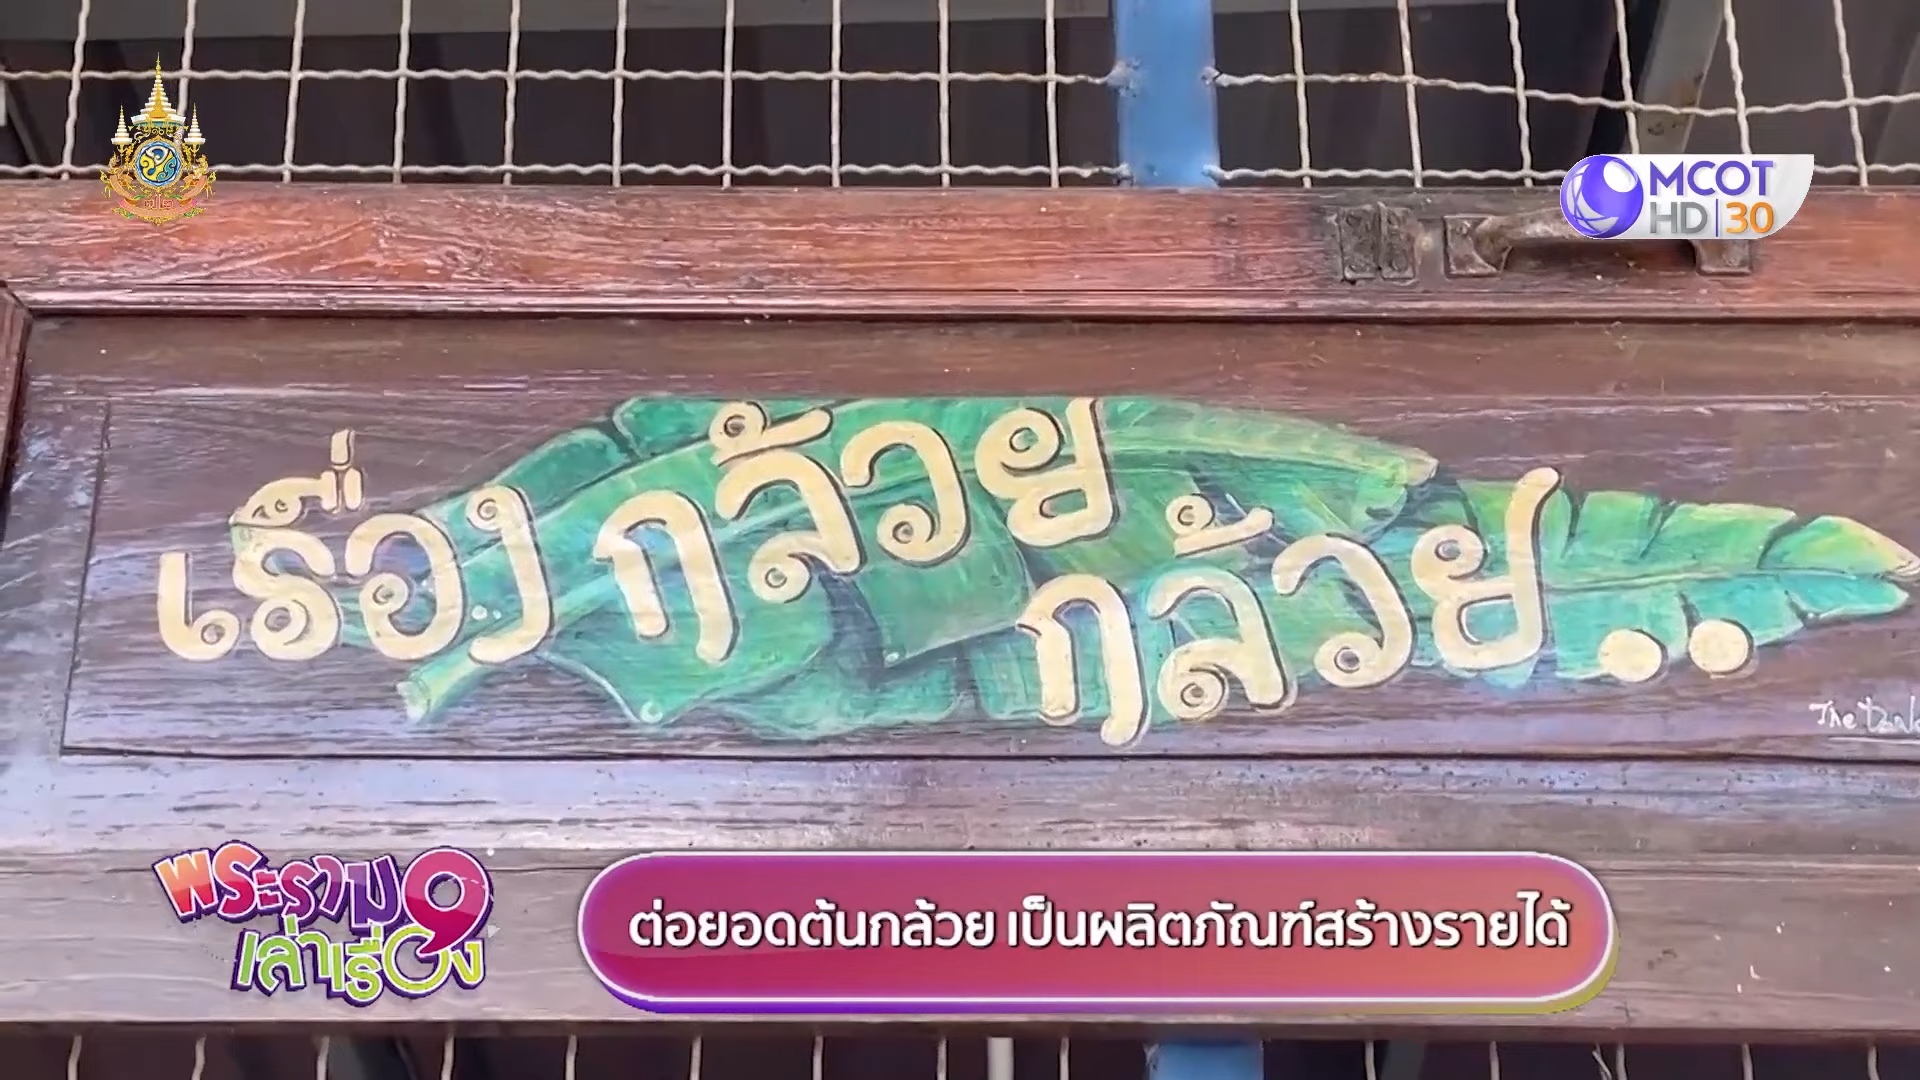 MCOT
HD 30
เรื่อง กล้วย
กล้วย..
The
พระราม ๙
เล่าเรื่อง
ต่อยอดต้นกล้วย เป็นผลิตภัณฑ์สร้างรายได้